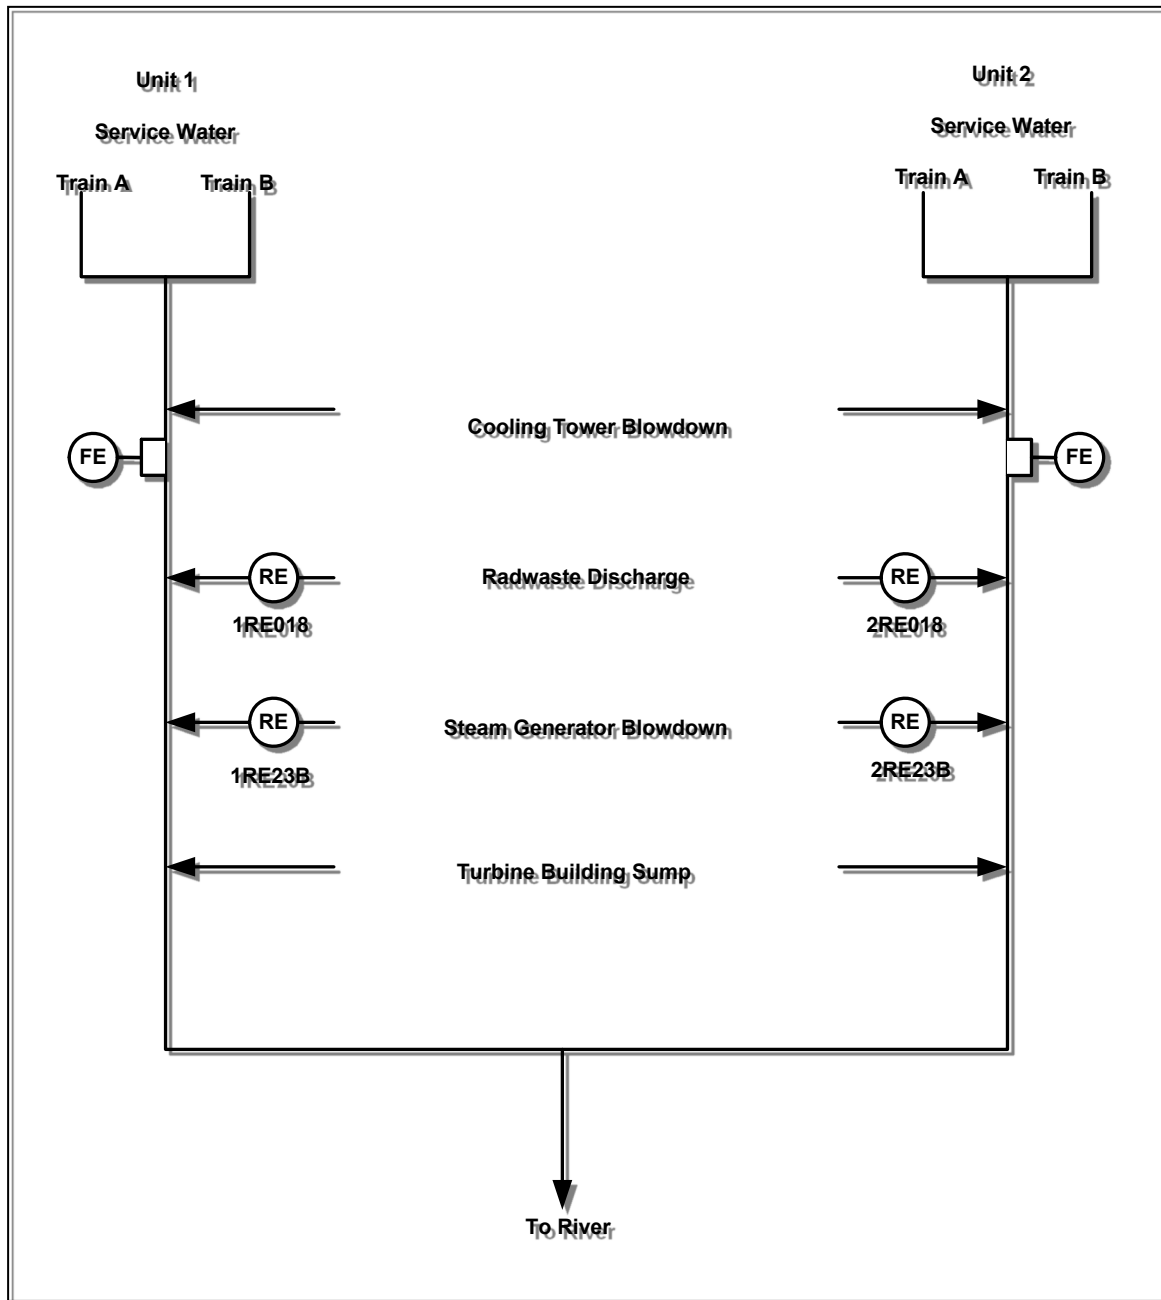 Unit 1
Unit 2
Service Water
Service Water
Train A
Train B
Train A
Train B
Cooling Tower Blowdown
FE
FE
RE
Radwaste Discharge
RE
1RE018
2RE018
RE
Steam Generator Blowdown
RE
1RE23B
2RE23B
Turbine Building Sump
To River